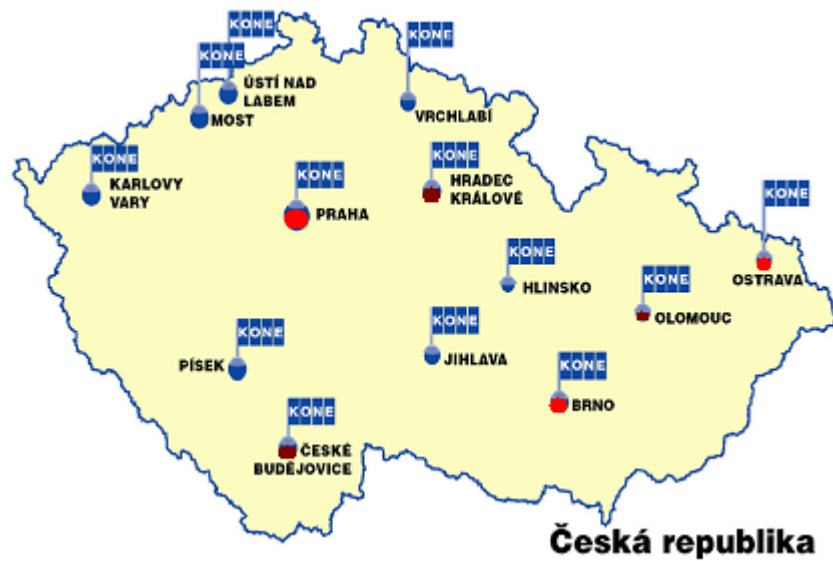 KONE
KONE
ÚSTÍ NAD
LABEM
MOST
KONE
VRCHLABÍ
KONE
KARLOVY
VARY
KONE
PRAHA
KONE
HRADEC
KRÁLOVÉ
KONE
OSTRAVA
KONE
HLINSKO
KONE
OLOMOUC
KONE
PÍSEK
KONE
JIHLAVA
KONE
BRNO
KONE
ČESKÉ
BUDĚJOVICE
Česká republika